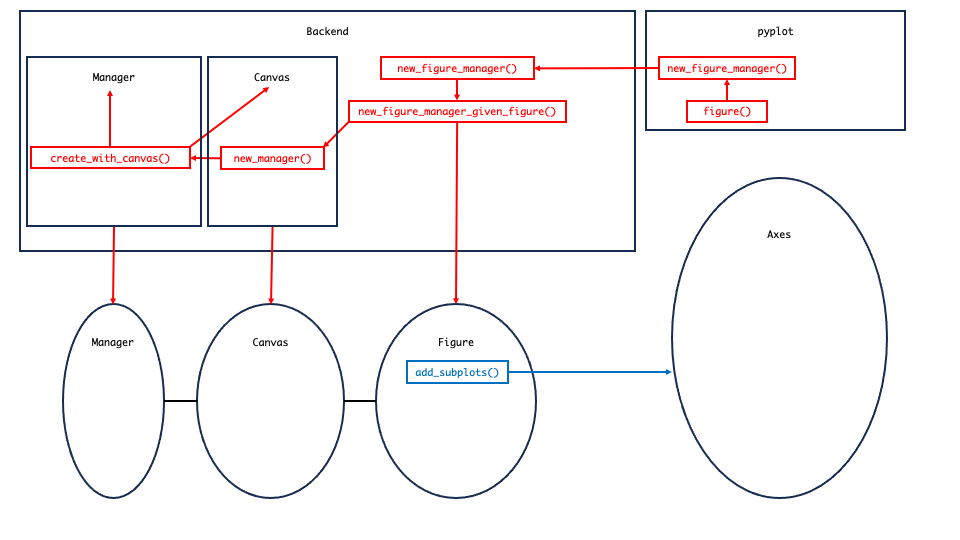 Backend
pyplot
Manager
Canvas
new_figure_manager()
new_figure_manager()
new_figure_manager_given_figure()
figure()
create_with_canvas()
new_manager()
Axes
Manager
Canvas
Figure
add_subplots()